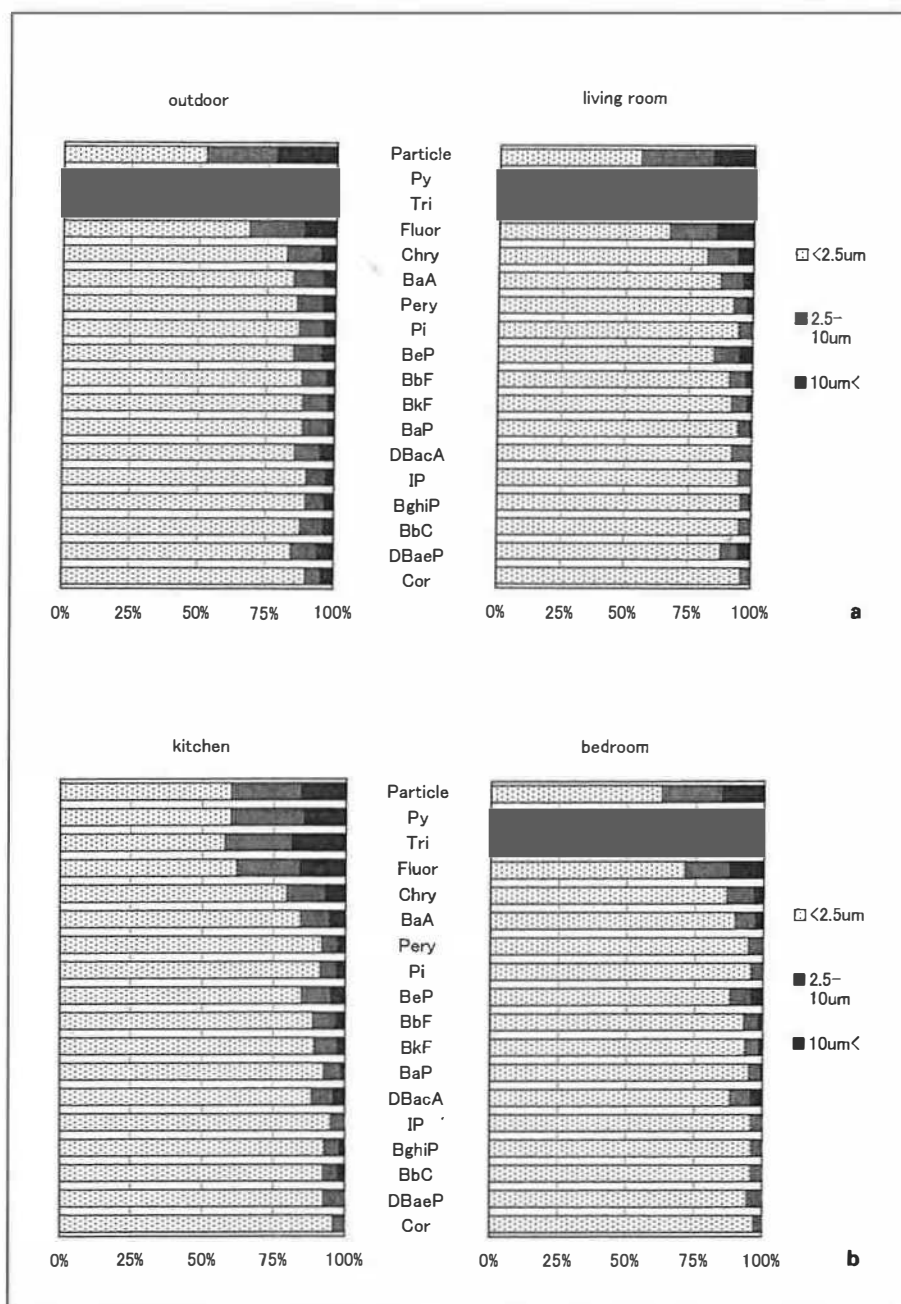 outdoor
living room
Particle
Py
Tri
Fluor
Chry
BaA
Pery
Pi
BeP
BbF
BkF
BaP
DBacA
IP
BghiP
BbC
DBaeP
Cor
<2.5um
2.5-
10um
10um<
0% 25% 50% 75% 100%
0% 25% 50% 75% 100%
a
kitchen
bedroom
Particle
Py
Tri
Fluor
Chry
BaA
Pery
Pi
BeP
BbF
BkF
BaP
DBacA
IP
BghiP
BbC
DBaeP
Cor
<2.5um
2.5-
10um
10um<
0% 25% 50% 75% 100%
0% 25% 50% 75% 100%
b